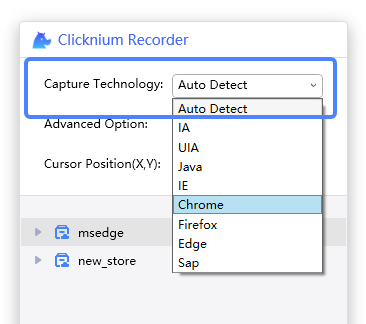 Clicknium Recorder
Capture Technology: Auto Detect
Auto Detect
Advanced Option:
IA
UIA
Cursor Position(X,Y):
Java
IE
Chrome
Firefox
msedge
Edge
new_store
Sap